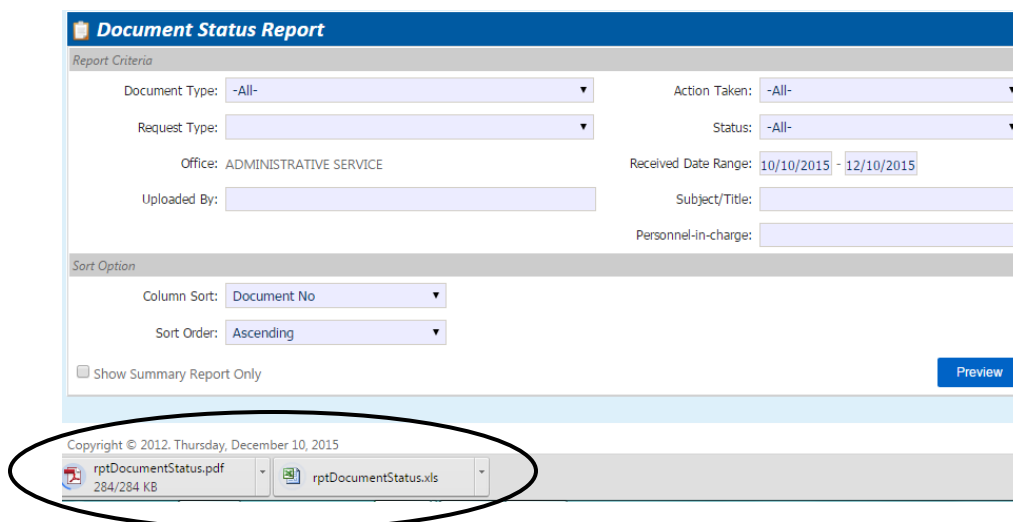 Document Status Report
Report Criteria
Document Type: -All- Action Taken: -All-
Request Type: Status: -All-
Office: ADMINISTRATIVE SERVICE Received Date Range: 10/10/2015 - 12/10/2015
Uploaded By: Subject/Title:
Personnel-in-charge:
Sort Option
Column Sort: Document No
Sort Order: Ascending
Show Summary Report Only Preview
Copyright © 2012. Thursday, December 10, 2015
rptDocumentStatus.pdf
284/284 KB
rptDocumentStatus.xls